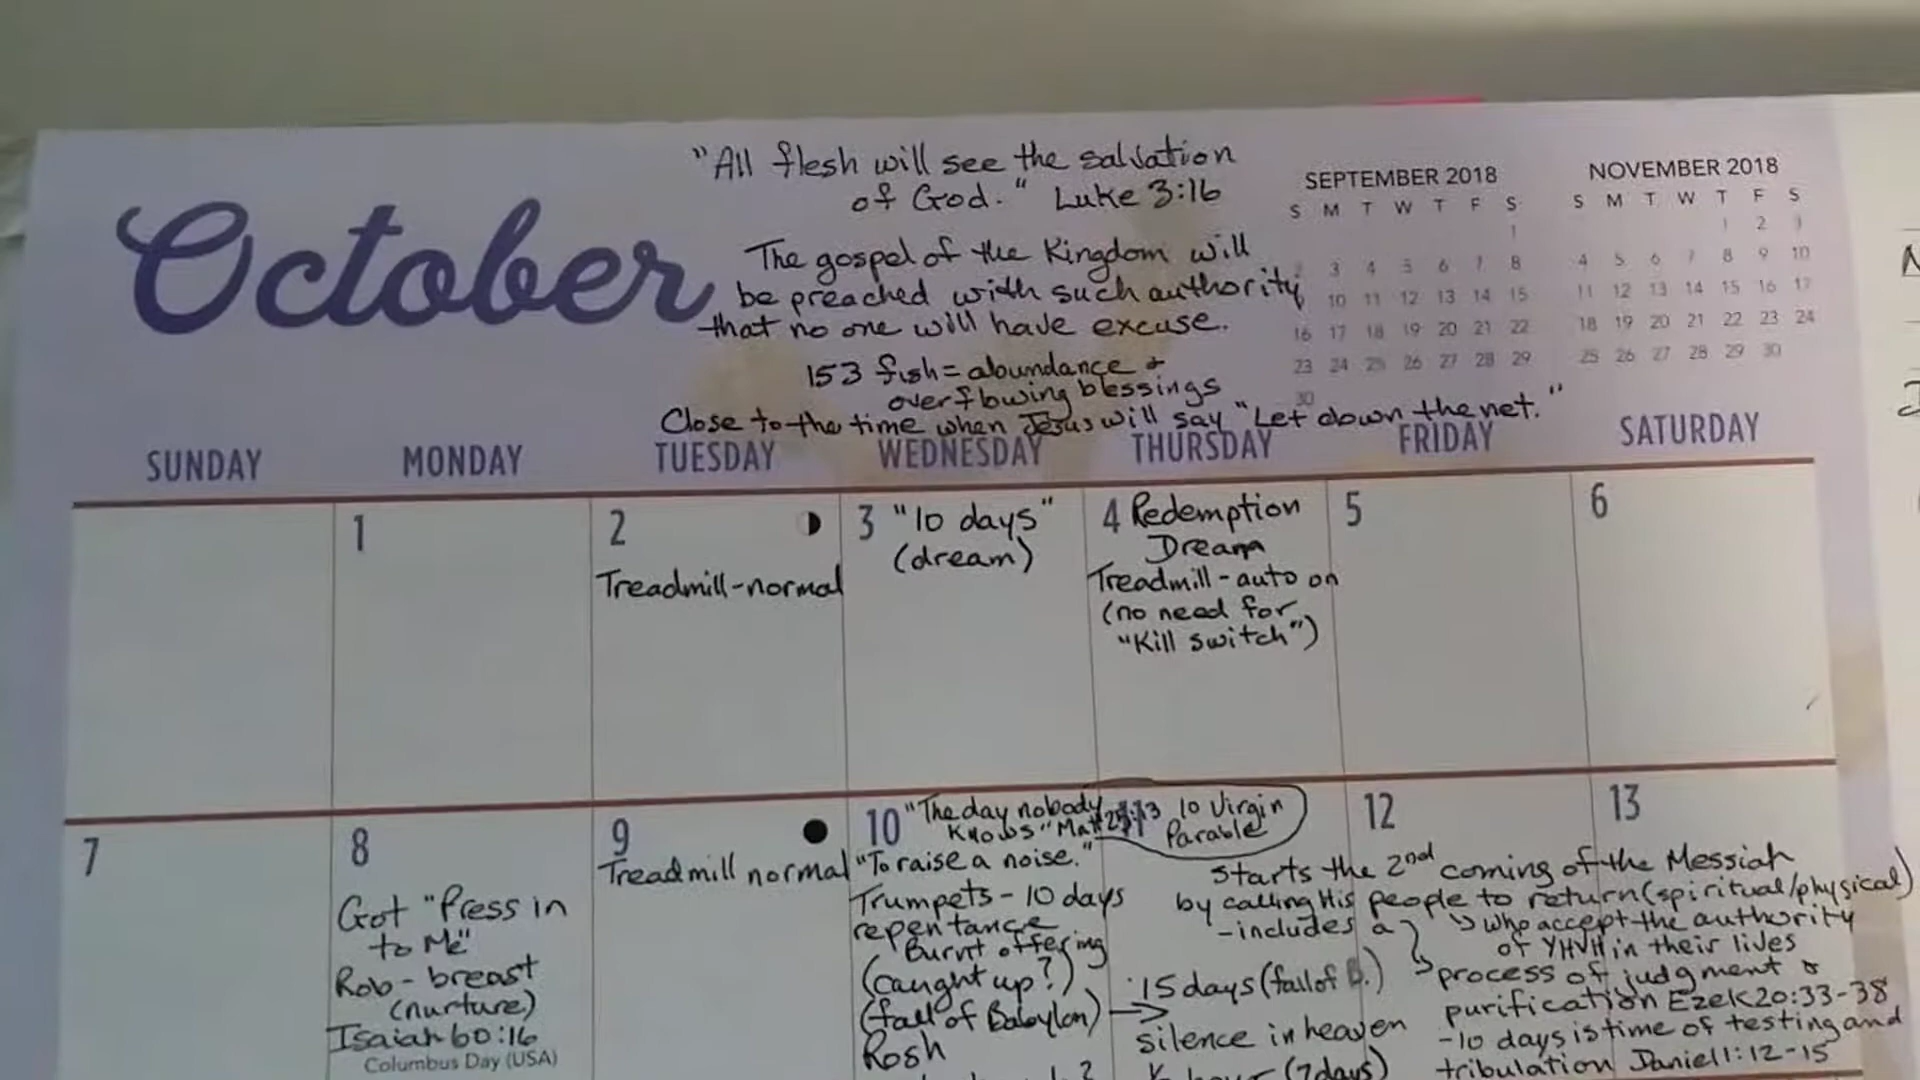 October
"All flesh will see the salvation
of God." Luke 3:16
The gospel of the Kingdom will
be preached with such authority
that no one will have excuse.
153 fish = abundance &
overflowing blessings
Close to the time when Jesus will say "Let down the net."
SEPTEMBER 2018
S M T W T F S
1
3 4 5 6 7 8
10 11 12 13 14 15
16 17 18 19 20 21 22
23 24 25 26 27 28 29
30
NOVEMBER 2018
S M T W T F S
1 2 3
4 5 6 7 8 9 10
11 12 13 14 15 16 17
18 19 20 21 22 23 24
25 26 27 28 29 30
SUNDAY MONDAY TUESDAY WEDNESDAY THURSDAY FRIDAY SATURDAY
1
2
Treadmill-normal
3 "10 days"
(dream)
4 Redemption
Dream
Treadmill - auto on
(no need for
"Kill switch")
5
6
7
8
Got "Press in
to Me"
Rob - breast
(nurture)
Isaiah 60:16
Columbus Day (USA)
9
Treadmill normal
10 "The day nobody
Knows" Matt 25:13
10 Virgin
Parable
"To raise a noise."
Trumpets - 10 days
repentance
Burnt offering
(caught up?)
(fall of Babylon)
Rosh
12
13
Starts the 2nd coming of the Messiah
by calling His people to return (spiritual/physical)
- includes a
who accept the authority
of YHVH in their lives
process of judgment &
purification Ezek 20:33-38
- 10 days is time of testing and
tribulation Daniel 1:12-15
15 days (fall of B.)
silence in heaven
hour (7 days)